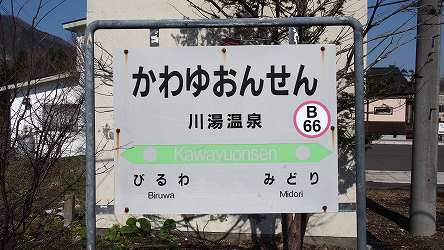 かわゆおんせん
川湯温泉
B
66
Kawayuonsen
びるわ みどり
Biruwa Midori